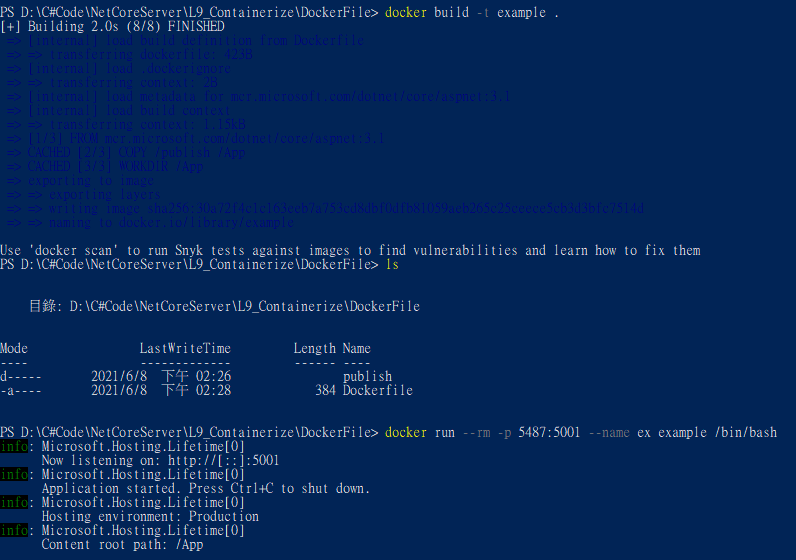 PS D:\C#Code\NetCoreServer\L9_Containerize\DockerFile> docker build -t example .
[+] Building 2.0s (8/8) FINISHED
=> [internal] load build definition from Dockerfile
=> => transferring dockerfile: 423B
=> [internal] load .dockerignore
=> => transferring context: 2B
=> [internal] load metadata for mcr.microsoft.com/dotnet/core/aspnet:3.1
=> [internal] load build context
=> => transferring context: 1.15kB
=> [1/3] FROM mcr.microsoft.com/dotnet/core/aspnet:3.1
=> CACHED [2/3] COPY /publish /App
=> CACHED [3/3] WORKDIR /App
=> exporting to image
=> => exporting layers
=> => writing image
=> => naming to docker.io/library/example
Use 'docker scan' to run Snyk tests against images to find vulnerabilities and learn how to fix them
PS D:\C#Code\NetCoreServer\L9_Containerize\DockerFile> ls
目錄: D:\C#Code\NetCoreServer\L9_Containerize\DockerFile
Mode LastWriteTime Length Name
---- ------------- ------ ----
d----- 2021/6/8 下午 02:26 publish
-a---- 2021/6/8 下午 02:28 384 Dockerfile
PS D:\C#Code\NetCoreServer\L9_Containerize\DockerFile> docker run --rm -p 5487:5001 --name ex example /bin/bash
info: Microsoft.Hosting.Lifetime[0]
Now listening on: http://[::]:5001
info: Microsoft.Hosting.Lifetime[0]
Application started. Press Ctrl+C to shut down.
info: Microsoft.Hosting.Lifetime[0]
Hosting environment: Production
info: Microsoft.Hosting.Lifetime[0]
Content root path: /App